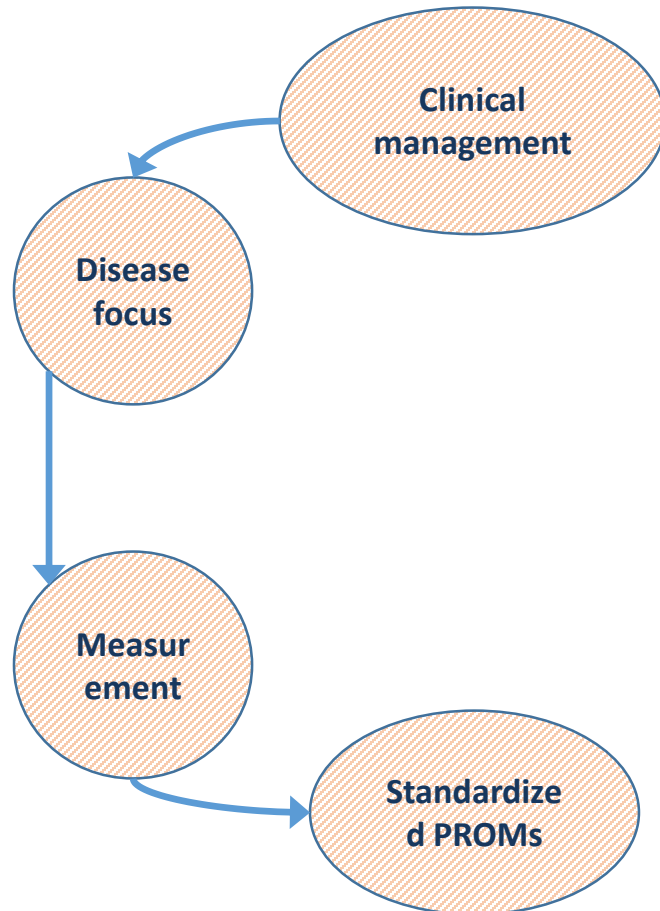 Clinical
management
Disease
focus
Measur
ement
Standardize
d PROMs